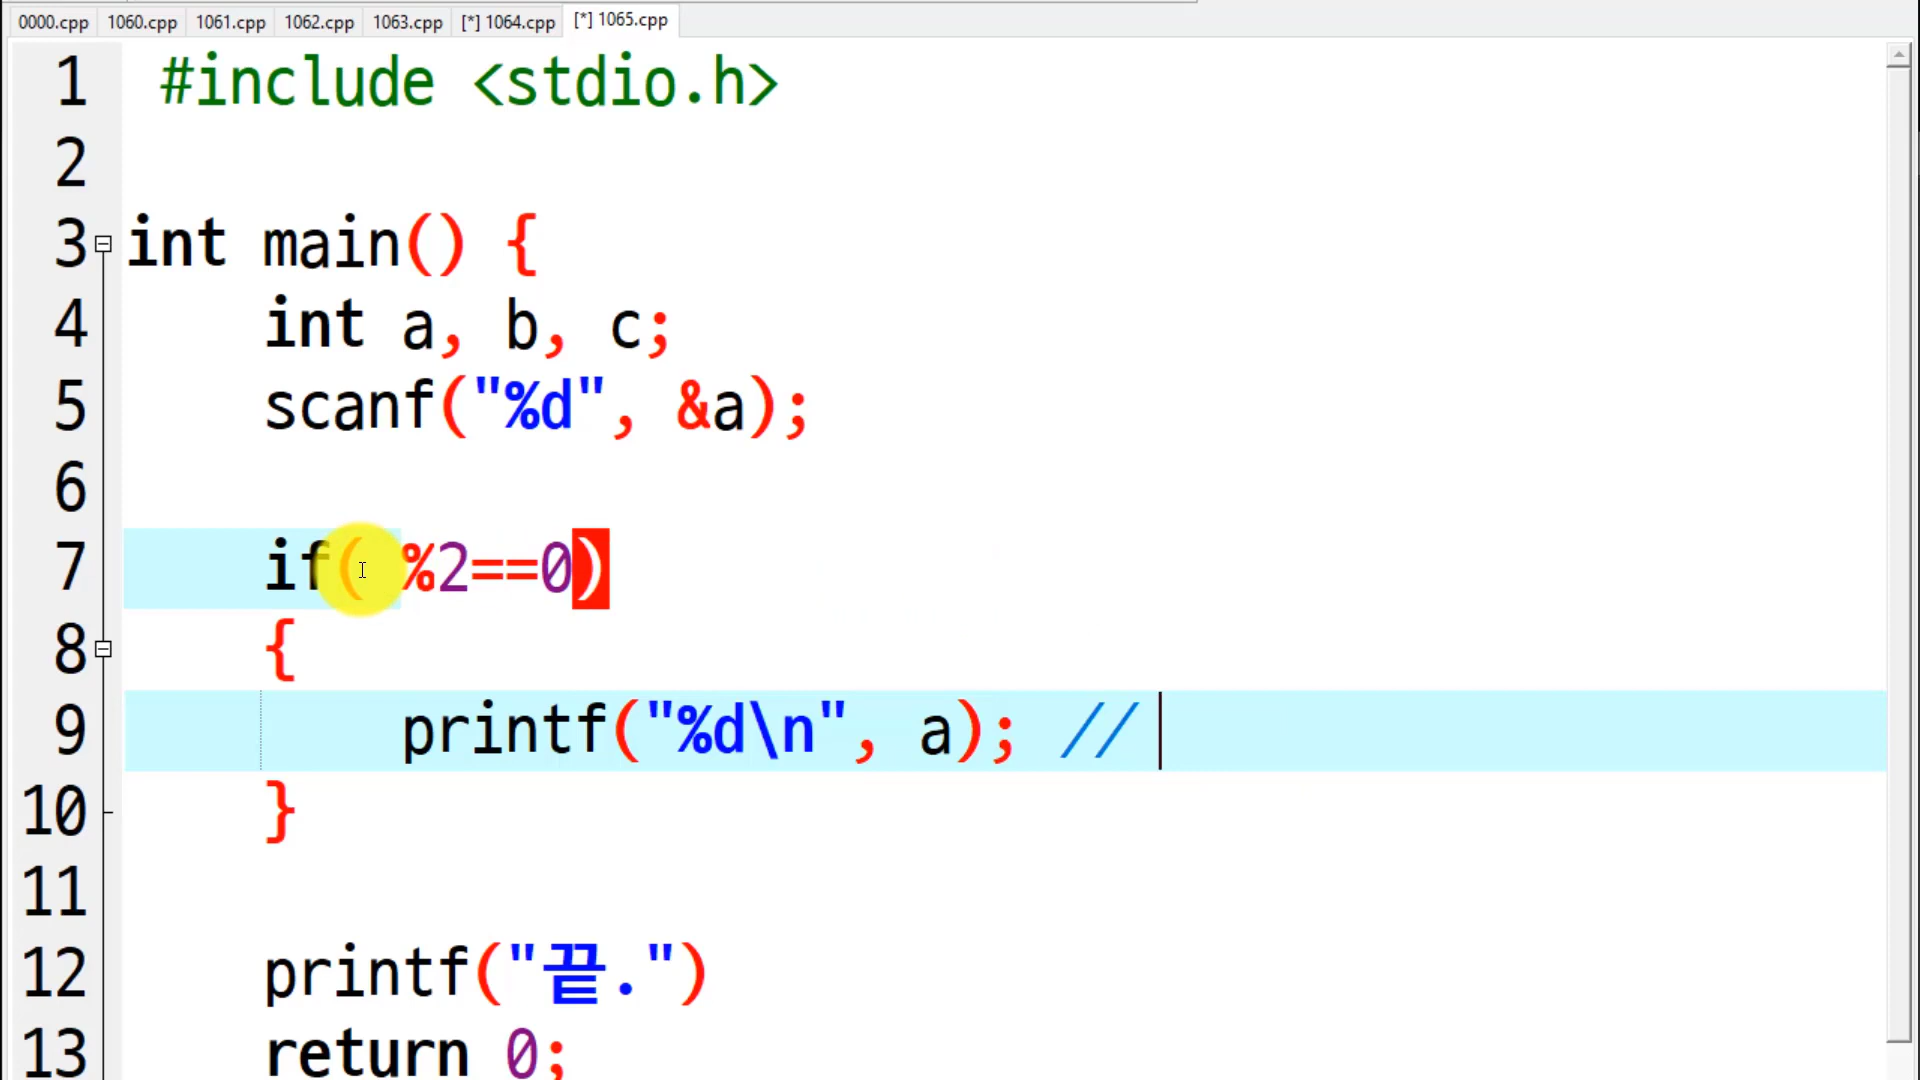 0000.cpp 1060.cpp 1061.cpp 1062.cpp 1063.cpp [*] 1064.cpp [*] 1065.cpp
1 #include <stdio.h>
2
3 int main() {
4 int a, b, c;
5 scanf("%d", &a);
6
7 if( %2==0)
8 {
9 printf("%d\n", a); //
10 }
11
12 printf("끝.")
13 return 0;